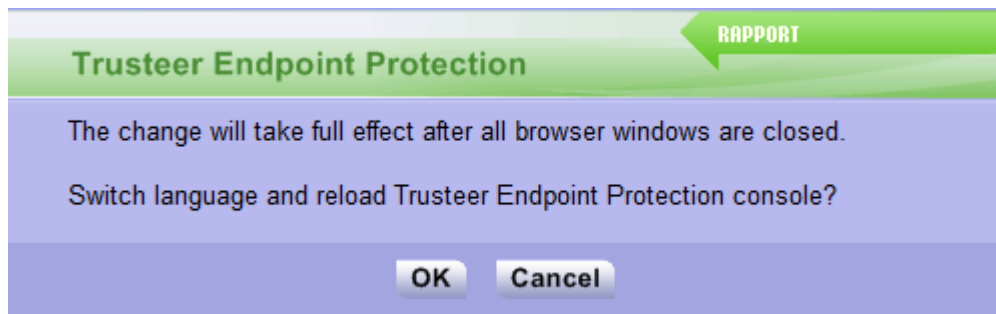 RAPPORT
Trusteer Endpoint Protection
The change will take full effect after all browser windows are closed.
Switch language and reload Trusteer Endpoint Protection console?
OK Cancel